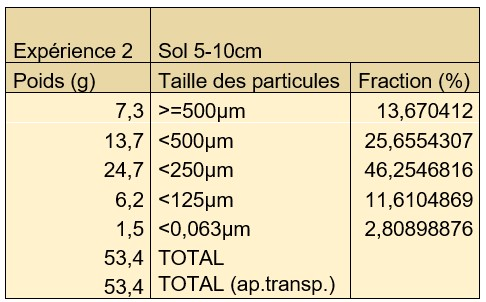 Expérience 2 Sol 5-10cm
Poids (g) Taille des particules Fraction (%)
7,3 >=500µm 13,670412
13,7 <500µm 25,6554307
24,7 <250µm 46,2546816
6,2 <125µm 11,6104869
1,5 <0,063µm 2,80898876
53,4 TOTAL
53,4 TOTAL (ap.transp.)